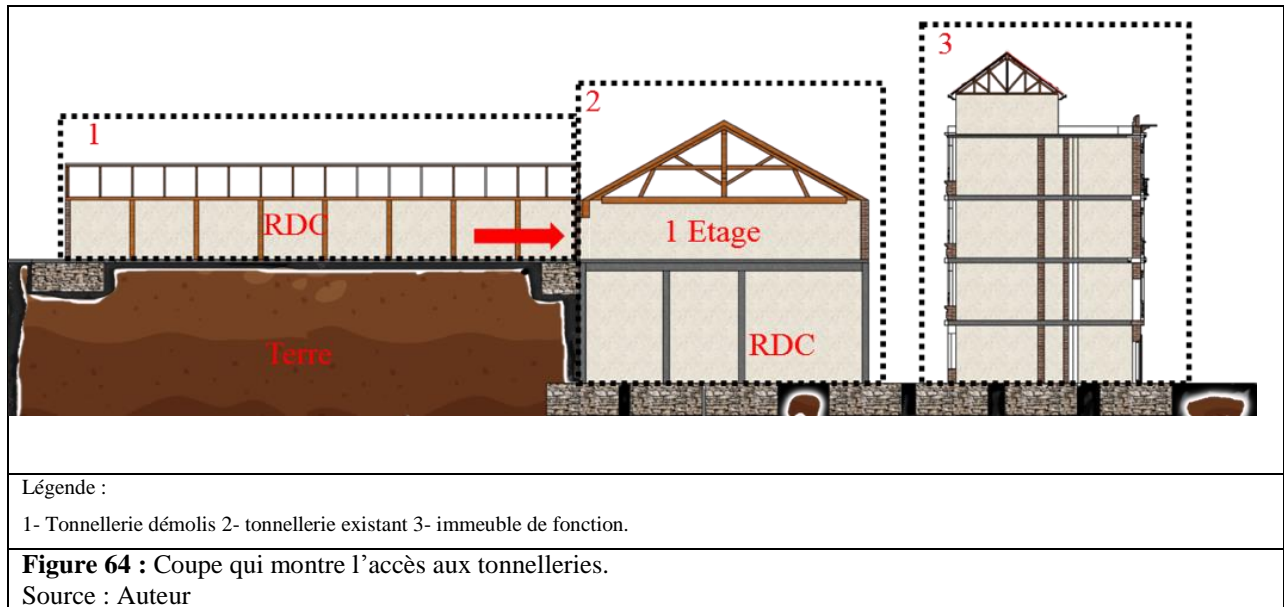 1
2
3
RDC
1 Etage
RDC
Terre
Légende :
1- Tonnellerie démolis 2- tonnellerie existant 3- immeuble de fonction.
Figure 64 : Coupe qui montre l’accès aux tonnelleries.
Source : Auteur